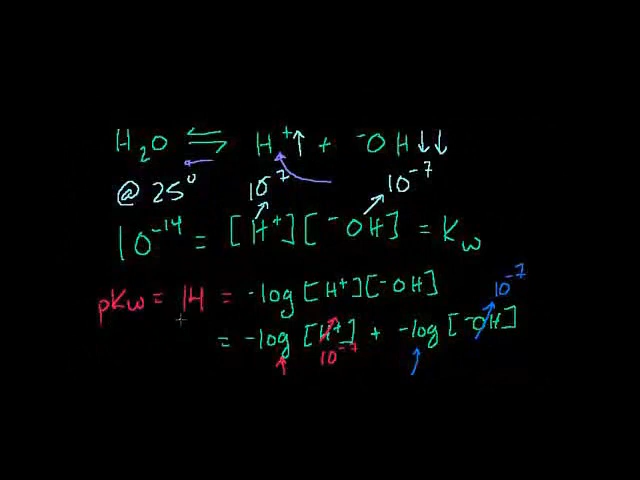 H₂O ⇌ H⁺↑ + ⁻OH↓↓
@ 25° 10⁻⁷ 10⁻⁷
10⁻¹⁴ = [H⁺][⁻OH] = Kw
pKw = 14 = -log [H⁺][⁻OH] 10⁻⁷
= -log [H⁺] + -log [⁻OH]
10⁻⁷